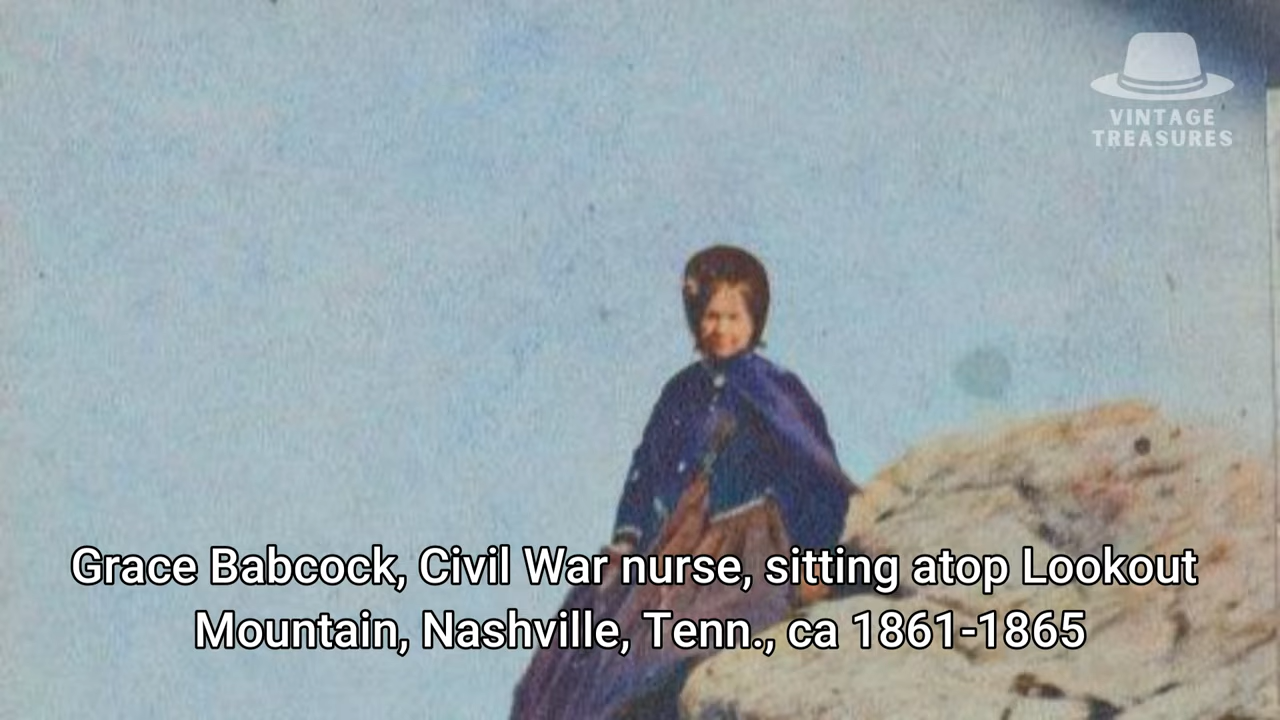 VINTAGE
TREASURES
Grace Babcock, Civil War nurse, sitting atop Lookout
Mountain, Nashville, Tenn., ca 1861-1865